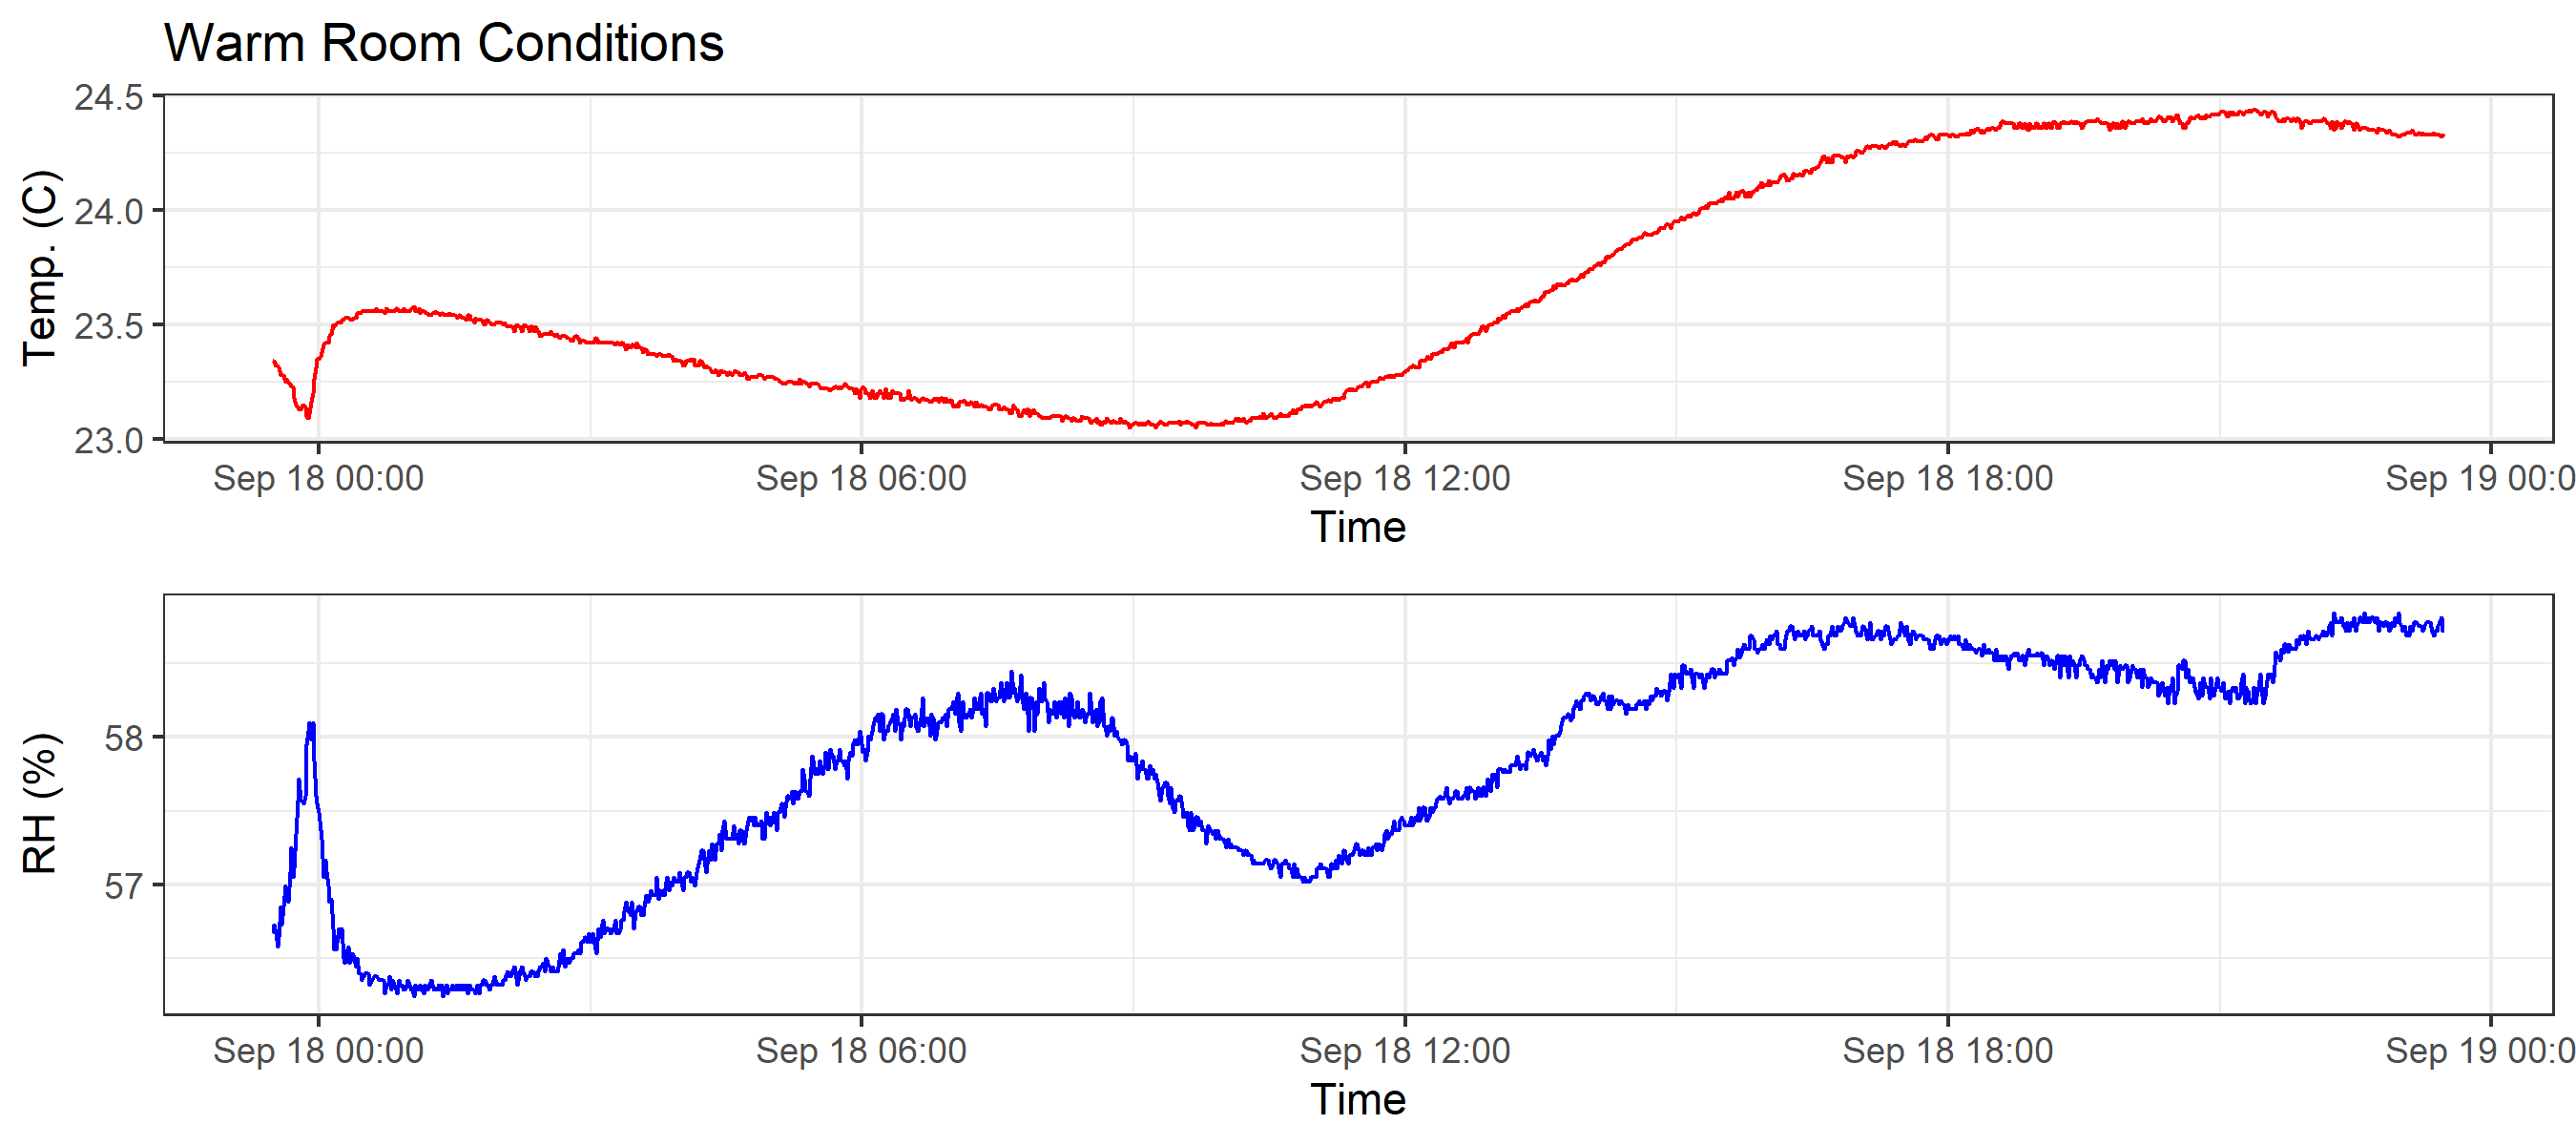 Warm Room Conditions
Temp. (C)
24.5
24.0
23.5
23.0
Sep 18 00:00 Sep 18 06:00 Sep 18 12:00 Sep 18 18:00 Sep 19 00:0
Time
RH (%)
58
57
Sep 18 00:00 Sep 18 06:00 Sep 18 12:00 Sep 18 18:00 Sep 19 00:0
Time